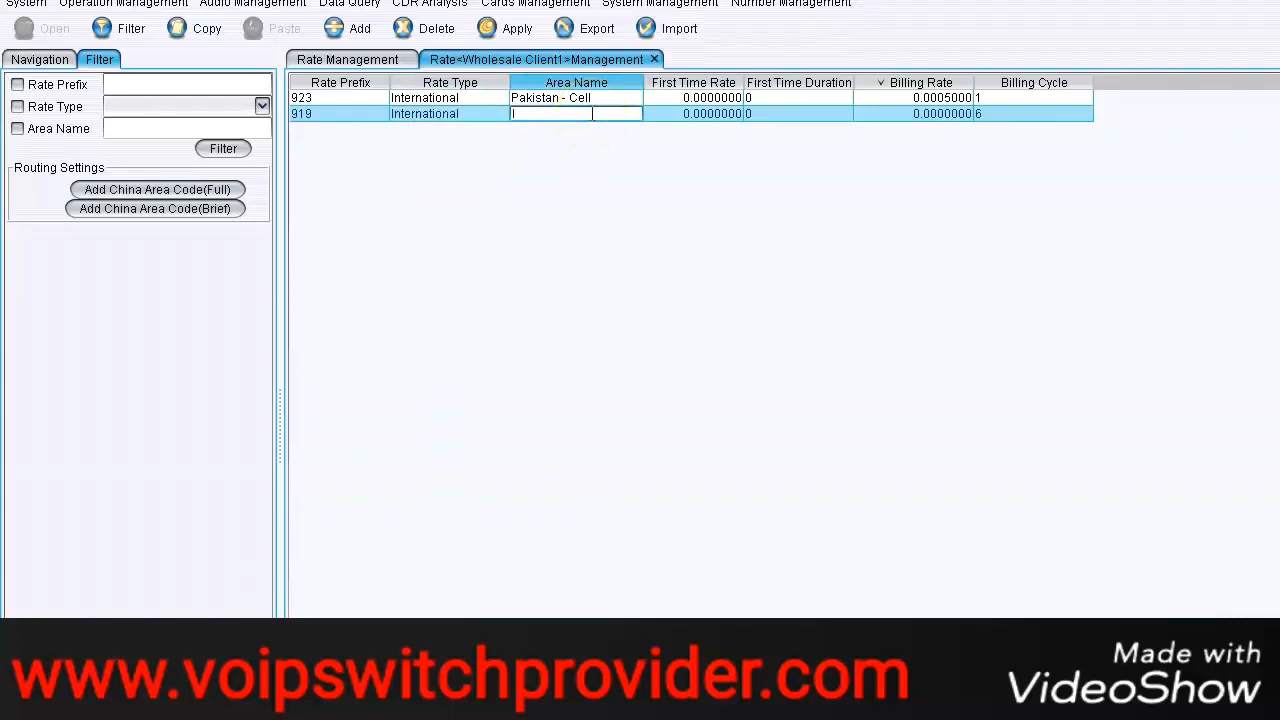 System Operation Management Audio Management Data Query CDR Analysis Cards Management System Management Number Management
Open Filter Copy Paste Add Delete Apply Export Import
Navigation Filter Rate Management Rate<Wholesale Client1>Management
Rate Prefix
Rate Type
Area Name
Filter
Routing Settings
Add China Area Code(Full)
Add China Area Code(Brief)
Rate Prefix Rate Type Area Name First Time Rate First Time Duration Billing Rate Billing Cycle
923 International Pakistan - Cell 0.0000000 0 0.0005000 1
919 International I 0.0000000 0 0.0000000 6
www.voipswitchprovider.com
Made with
VideoShow